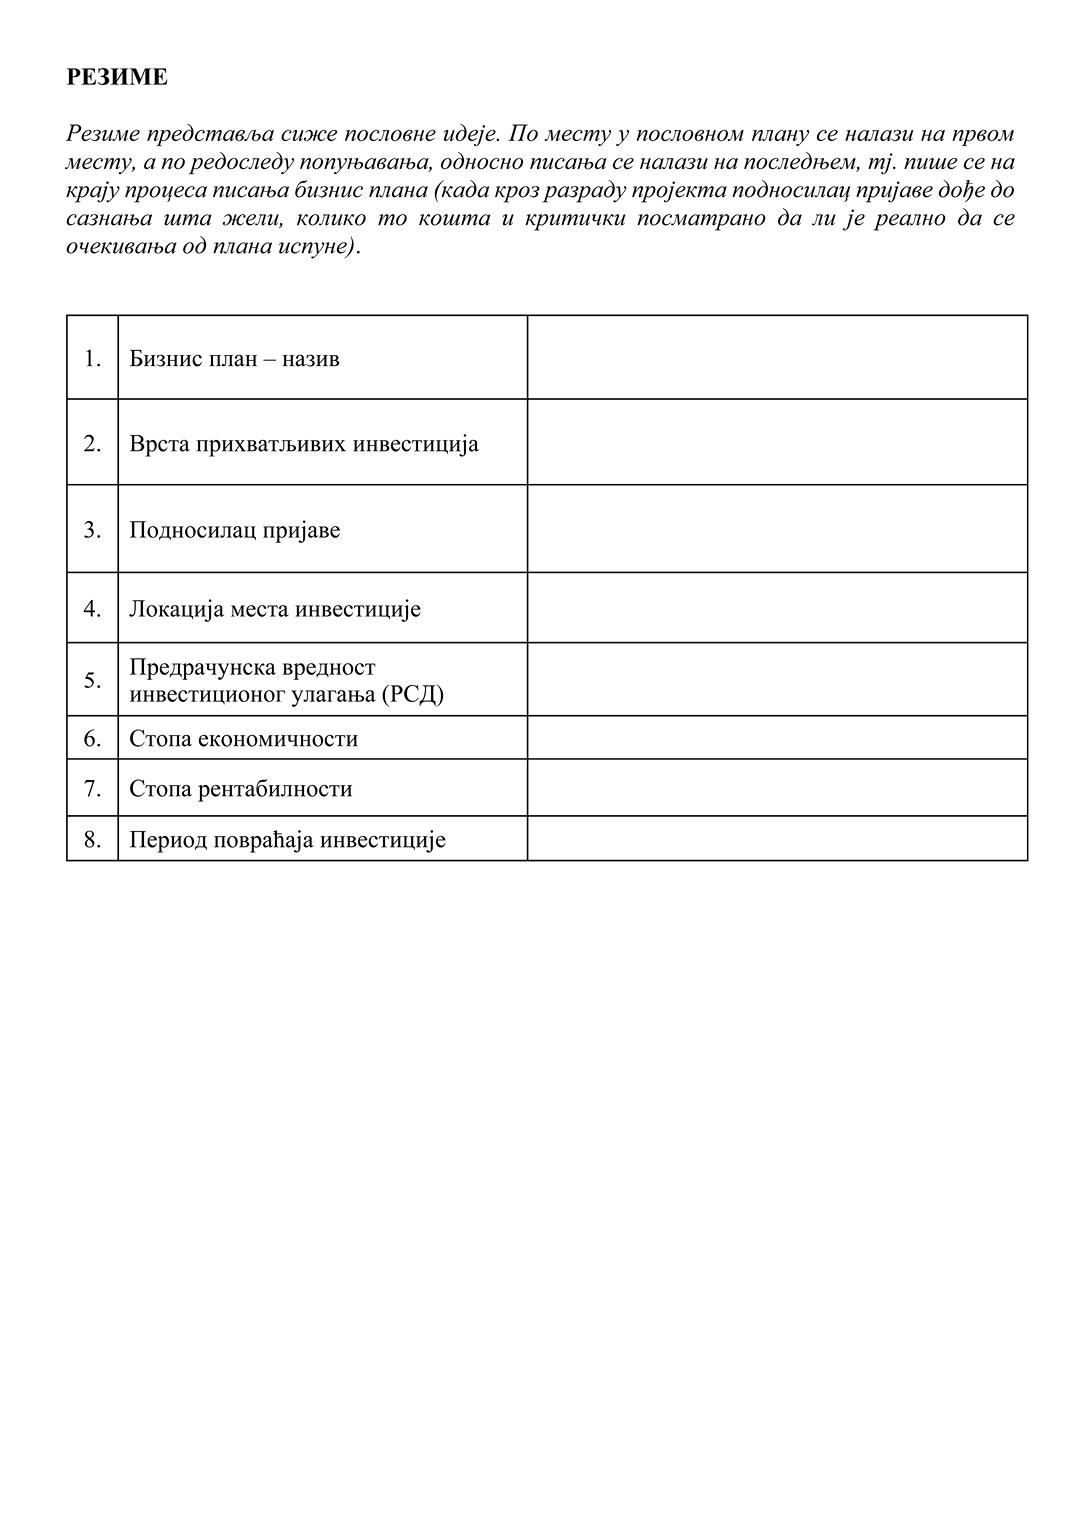 РЕЗИМЕ
Резиме представља сиже пословне идеје. По месту у пословном плану се налази на првом
месту, а по редоследу попуњавања, односно писања се налази на последњем, тј. пише се на
крају процеса писања бизнис плана (када кроз разраду пројекта подносилац пријаве дође до
сазнања шта жели, колико то кошта и критички посматрано да ли је реално да се
очекивања од плана испуне).
1. Бизнис план – назив
2. Врста прихватљивих инвестиција
3. Подносилац пријаве
4. Локација места инвестиције
5. Предрачунска вредност
инвестиционог улагања (РСД)
6. Стопа економичности
7. Стопа рентабилности
8. Период повраћаја инвестиције